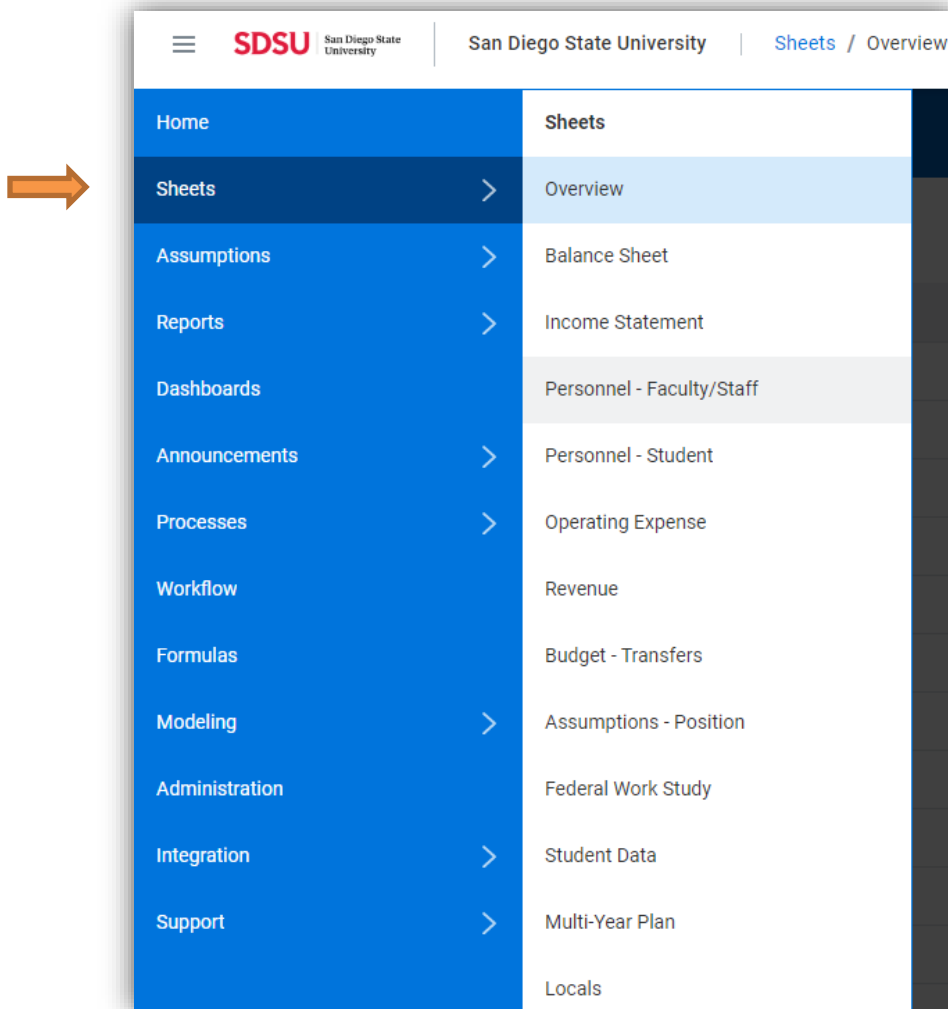 SDSU San Diego State University
San Diego State University | Sheets / Overview
Home
Sheets
Assumptions
Reports
Dashboards
Announcements
Processes
Workflow
Formulas
Modeling
Administration
Integration
Support
Sheets
Overview
Balance Sheet
Income Statement
Personnel - Faculty/Staff
Personnel - Student
Operating Expense
Revenue
Budget - Transfers
Assumptions - Position
Federal Work Study
Student Data
Multi-Year Plan
Locals